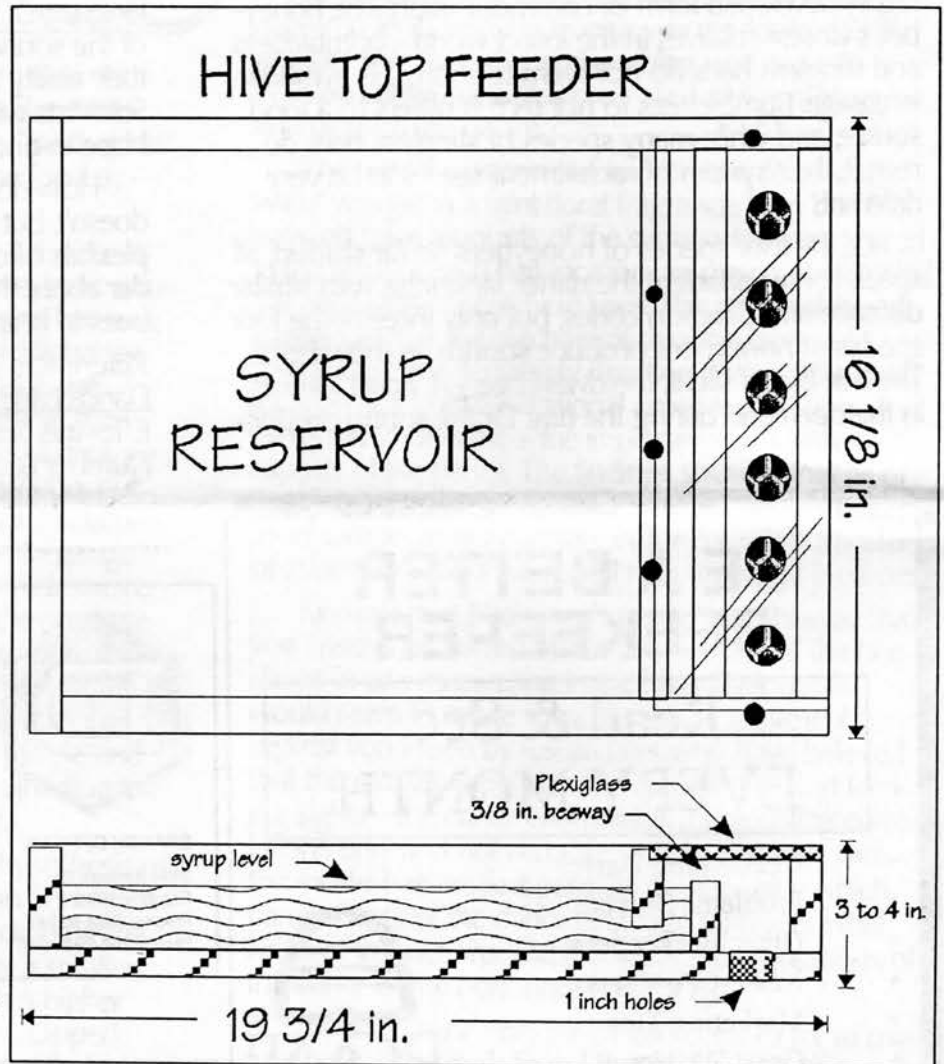 HIVE TOP FEEDER
SYRUP
RESERVOIR
16 1/8 in.
Plexiglass
3/8 in. beeway
syrup level
3 to 4 in.
1 inch holes
19 3/4 in.